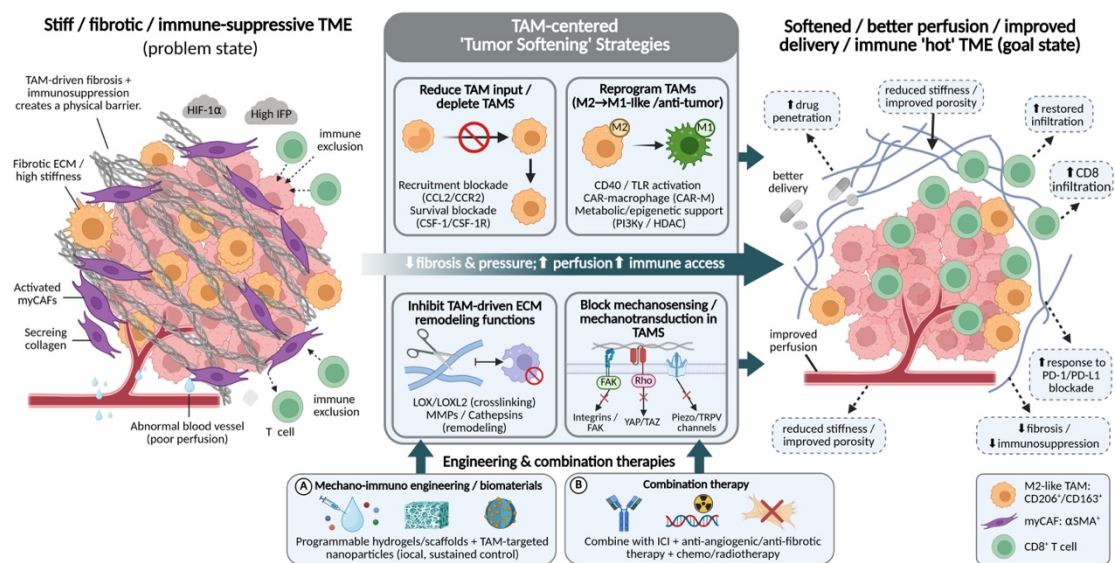 Stiff / fibrotic / immune-suppressive TME
(problem state)
TAM-driven fibrosis +
immunosuppression
creates a physical barrier.
HIF-1α
High IFP
immune
exclusion
Fibrotic ECM /
high stiffness
Activated
myCAFs
Secreing
collagen
Abnormal blood vessel
(poor perfusion)
T cell
immune
exclusion
TAM-centered
'Tumor Softening' Strategies
Reduce TAM input /
deplete TAMS
Recruitment blockade
(CCL2/CCR2)
Survival blockade
(CSF-1/CSF-1R)
Reprogram TAMs
(M2→M1-like /anti-tumor)
M2
M1
CD40 / TLR activation
CAR-macrophage (CAR-M)
Metabolic/epigenetic support
(PI3Kγ / HDAC)
⬇fibrosis & pressure;⬆ perfusion⬆ immune access
Inhibit TAM-driven ECM
remodeling functions
LOX/LOXL2 (crosslinking)
MMPs / Cathepsins
(remodeling)
Block mechanosensing /
mechanotransduction in
TAMS
FAK
Rho
Integrins /
FAK
YAP/TAZ
Piezo/TRPV
channels
Engineering & combination therapies
A
Mechano-immuno engineering / biomaterials
Programmable hydrogels/scaffolds + TAM-targeted
nanoparticles (iocal, sustained control)
B
Combination therapy
Combine with ICI + anti-angiogenic/anti-fibrotic
therapy + chemo/radiotherapy
Softened / better perfusion / improved
delivery / immune 'hot' TME (goal state)
⬆drug
penetration
reduced stiffness /
improved porosity
⬆restored
infiltration
better
delivery
⬆CD8
infiltration
improved
perfusion
⬆ response to
PD-1/PD-L1
blockade
reduced stiffness /
improved porosity
⬇fibrosis /
⬇immunosuppression
M2-like TAM:
CD206⁺/CD163⁺
myCAF: αSMA⁺
CD8⁺ T cell